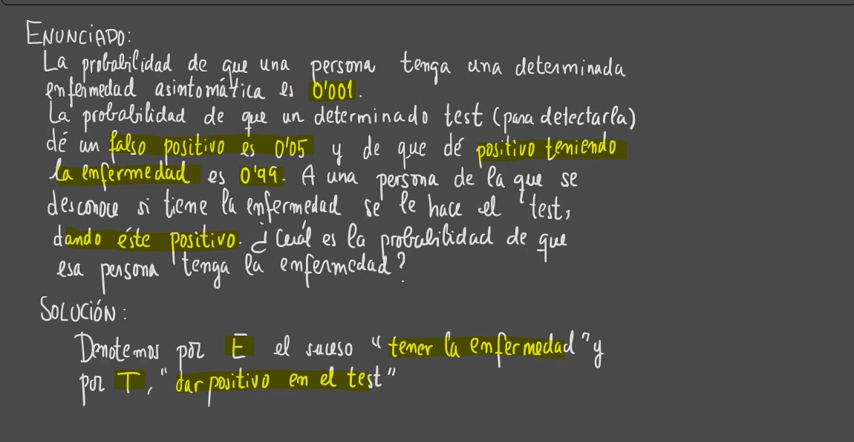 ENUNCIADO:
La probabilidad de que una persona tenga una determinada
enfermedad asintomática es 0'001.
La probabilidad de que un determinado test (para detectarla)
dé un falso positivo es 0'05 y de que dé positivo teniendo
la enfermedad es 0'99. A una persona de la que se
desconoce si tiene la enfermedad se le hace el test,
dando éste positivo. ¿Cuál es la probabilidad de que
esa persona tenga la enfermedad?
SOLUCIÓN:
Denotemos por E el suceso "tener la enfermedad" y
por T, "dar positivo en el test"